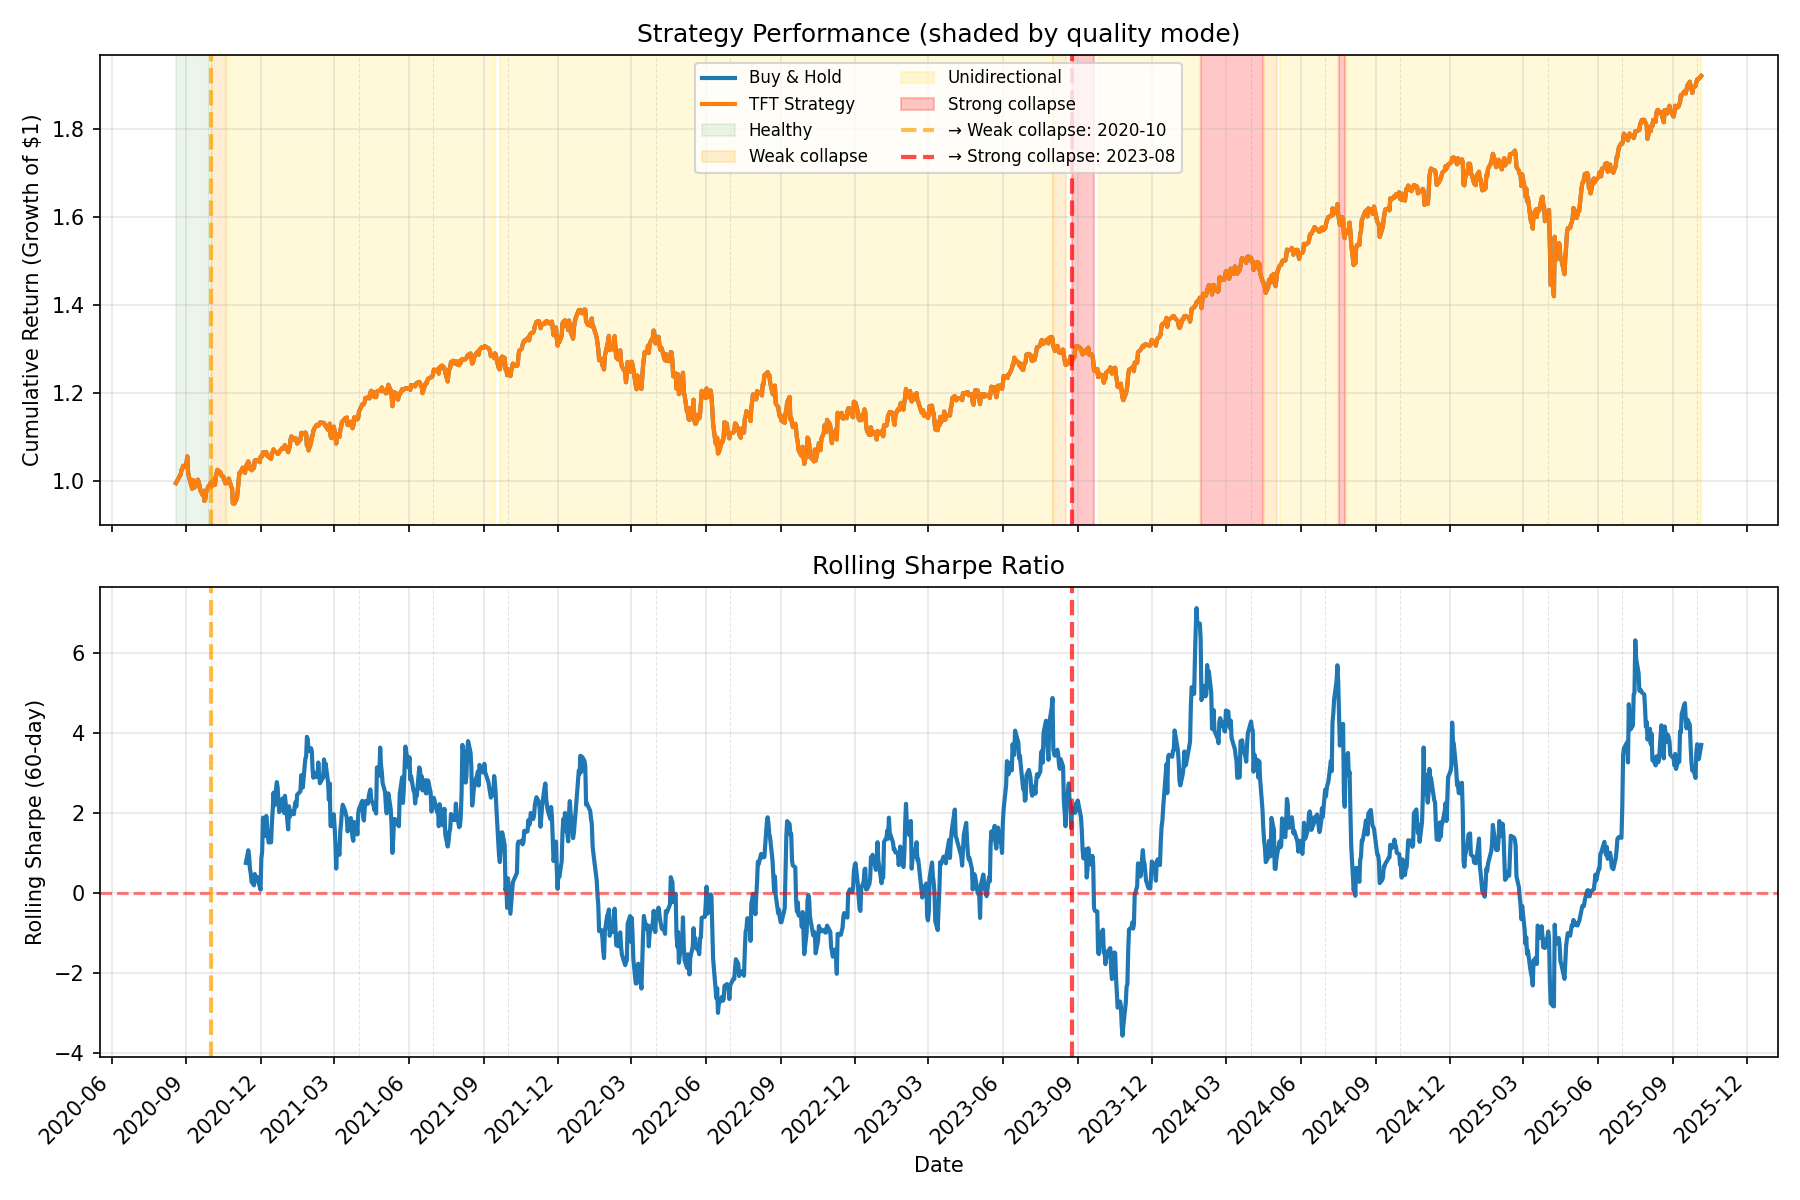 Strategy Performance (shaded by quality mode)
Cumulative Return (Growth of $1)
1.8
1.6
1.4
1.2
1.0
Buy & Hold
TFT Strategy
Healthy
Weak collapse
Unidirectional
Strong collapse
→ Weak collapse: 2020-10
→ Strong collapse: 2023-08
Rolling Sharpe Ratio
Rolling Sharpe (60-day)
6
4
2
0
−2
−4
2020-06
2020-09
2020-12
2021-03
2021-06
2021-09
2021-12
2022-03
2022-06
2022-09
2022-12
2023-03
2023-06
2023-09
2023-12
2024-03
2024-06
2024-09
2024-12
2025-03
2025-06
2025-09
2025-12
Date